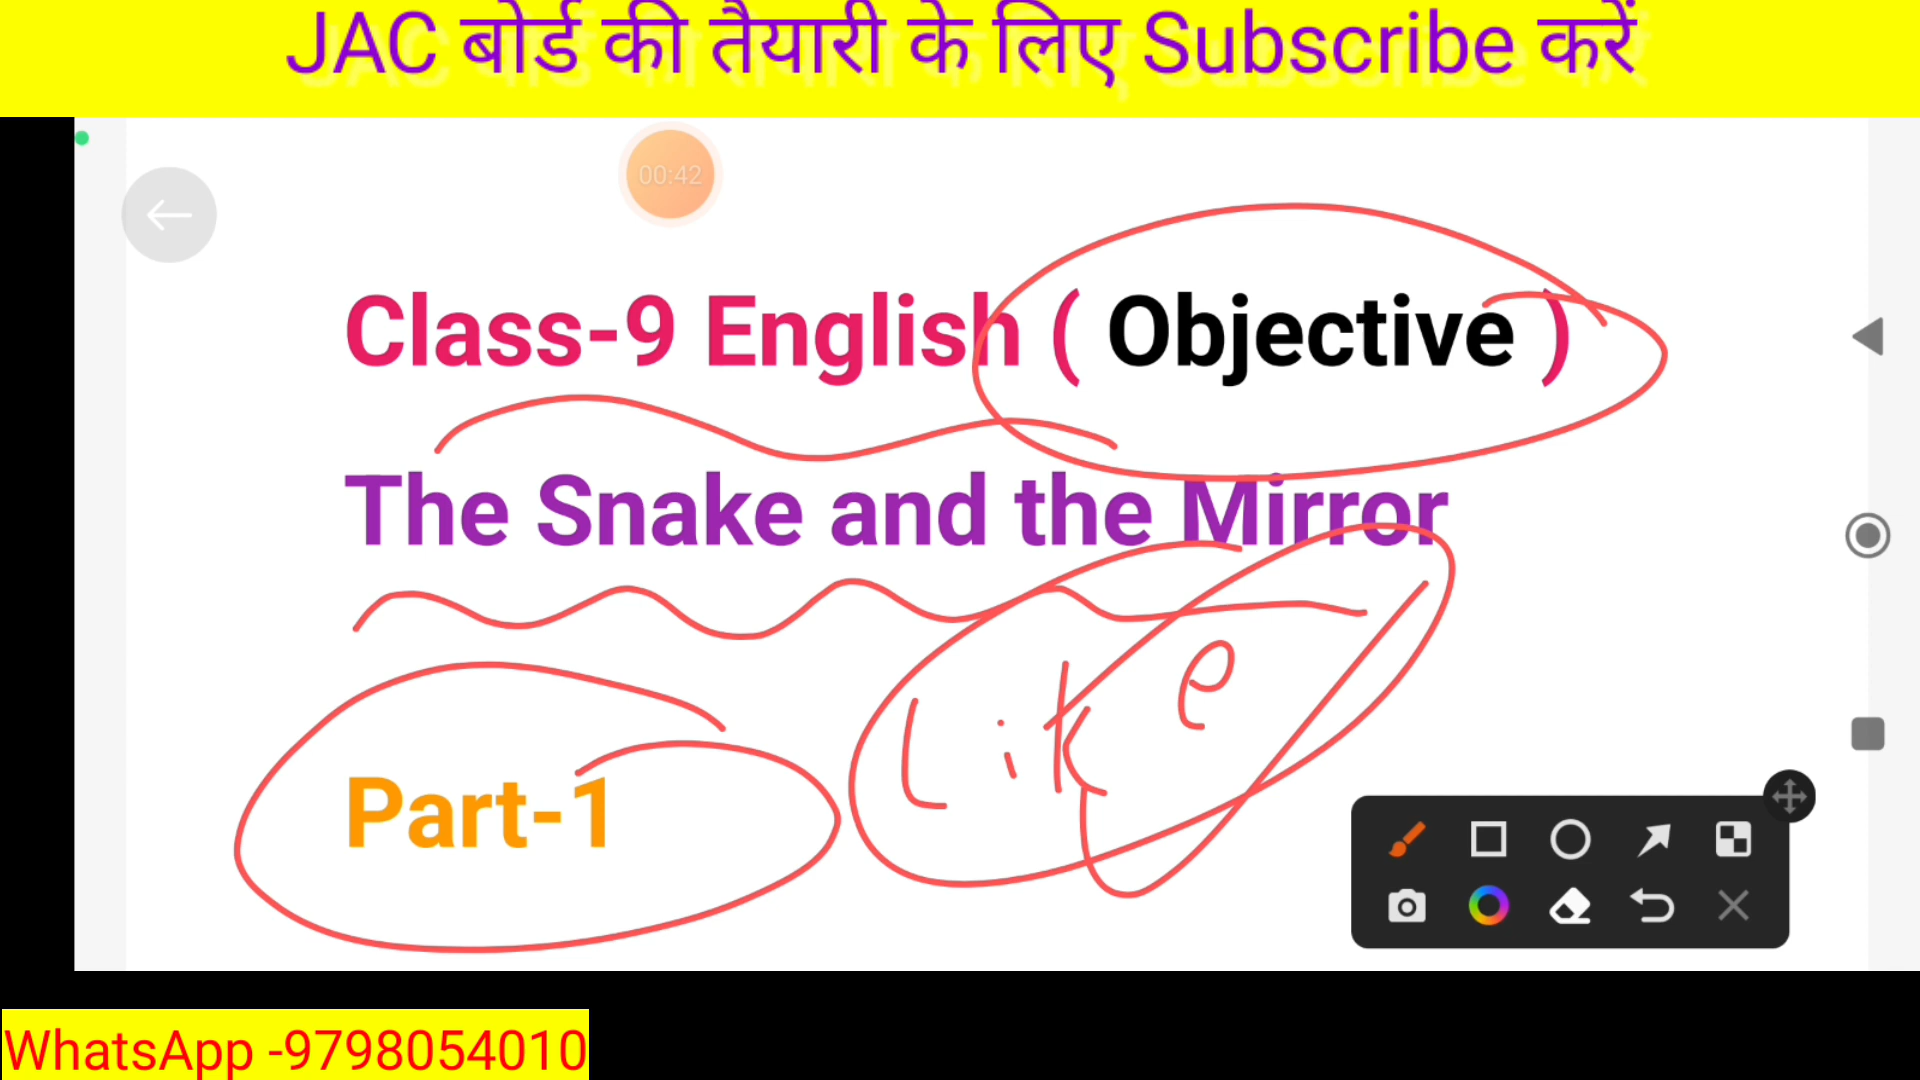 JAC बोर्ड की तैयारी के लिए Subscribe करें
00:42
Class-9 English ( Objective )
The Snake and the Mirror
Like
Part-1
WhatsApp -9798054010